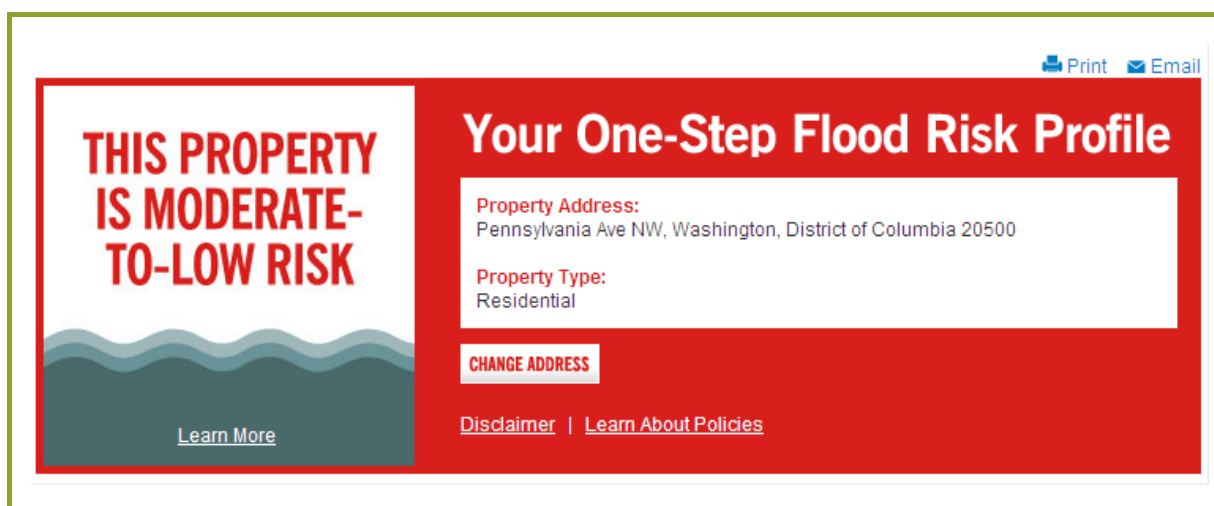 Print Email
THIS PROPERTY
IS MODERATE-
TO-LOW RISK
Learn More
Your One-Step Flood Risk Profile
Property Address:
Pennsylvania Ave NW, Washington, District of Columbia 20500
Property Type:
Residential
CHANGE ADDRESS
Disclaimer | Learn About Policies